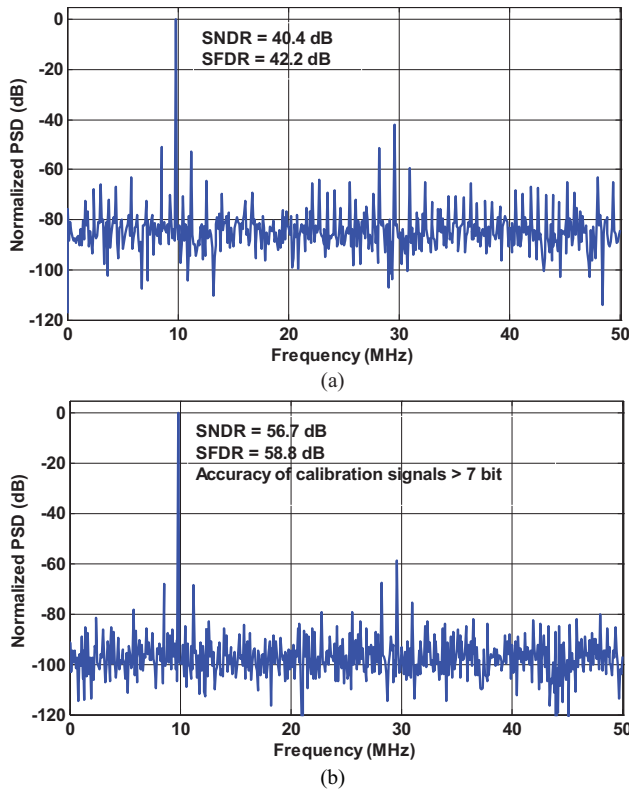 SNDR = 40.4 dB
SFDR = 42.2 dB
Normalized PSD (dB)
0
-20
-40
-60
-80
-100
-120
0
10
20
30
40
50
Frequency (MHz)
(a)
SNDR = 56.7 dB
SFDR = 58.8 dB
Accuracy of calibration signals > 7 bit
Normalized PSD (dB)
0
-20
-40
-60
-80
-100
-120
0
10
20
30
40
50
Frequency (MHz)
(b)